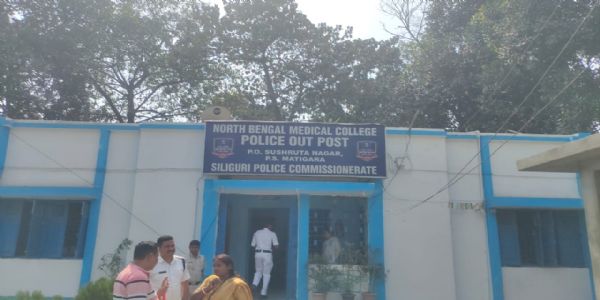 NORTH BENGAL MEDICAL COLLEGE
POLICE OUT POST
P.O. SUSHRUTA NAGAR,
P.S. MATIGARA
SILIGURI POLICE COMMISSIONERATE